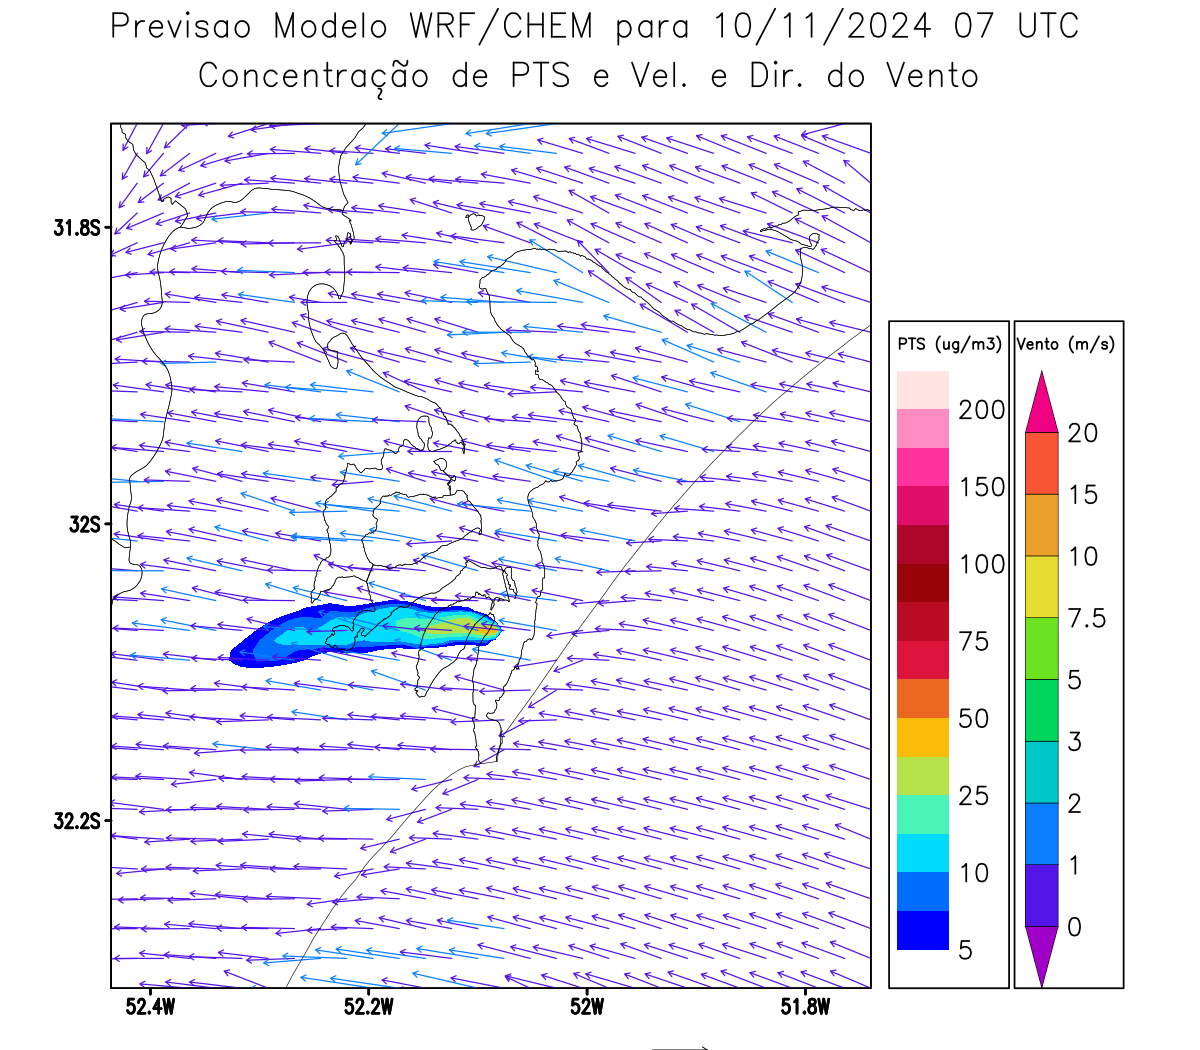 Previsao Modelo WRF/CHEM para 10/11/2024 07 UTC
Concentração de PTS e Vel. e Dir. do Vento
31.8S
32S
32.2S
52.4W 52.2W 52W 51.8W
PTS (ug/m3)
200
150
100
75
50
25
10
5
Vento (m/s)
20
15
10
7.5
5
3
2
1
0